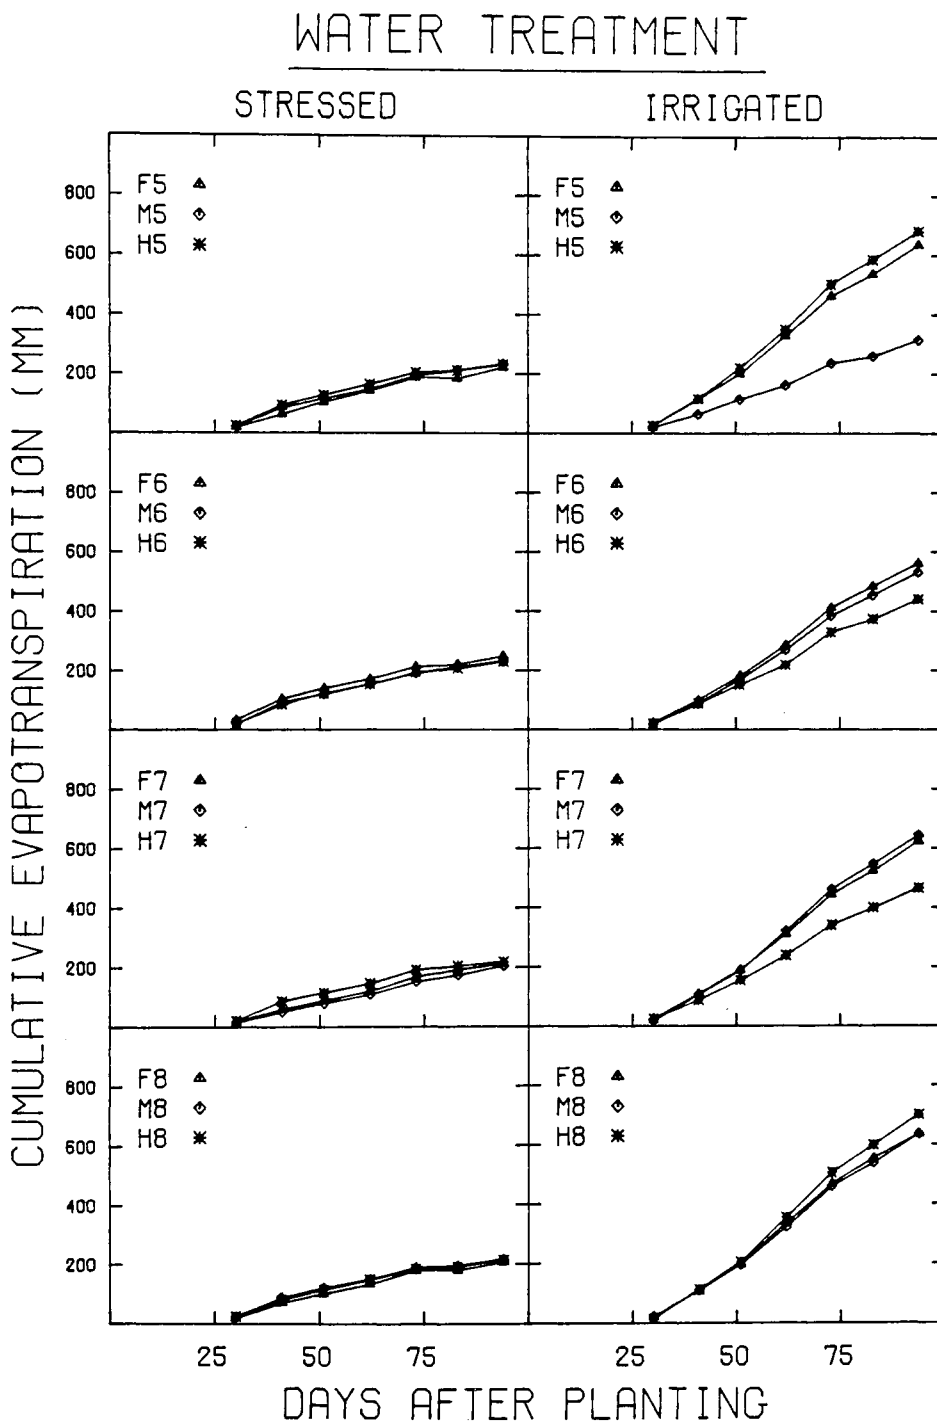 WATER TREATMENT
STRESSED IRRIGATED
CUMULATIVE EVAPOTRANSPIRATION (MM)
800 F5 F5
M5 M5
600 H5 H5
400
200
800 F6 F6
M6 M6
600 H6 H6
400
200
800 F7 F7
M7 M7
600 H7 H7
400
200
800 F8 F8
M8 M8
600 H8 H8
400
200
25 50 75 25 50 75
DAYS AFTER PLANTING